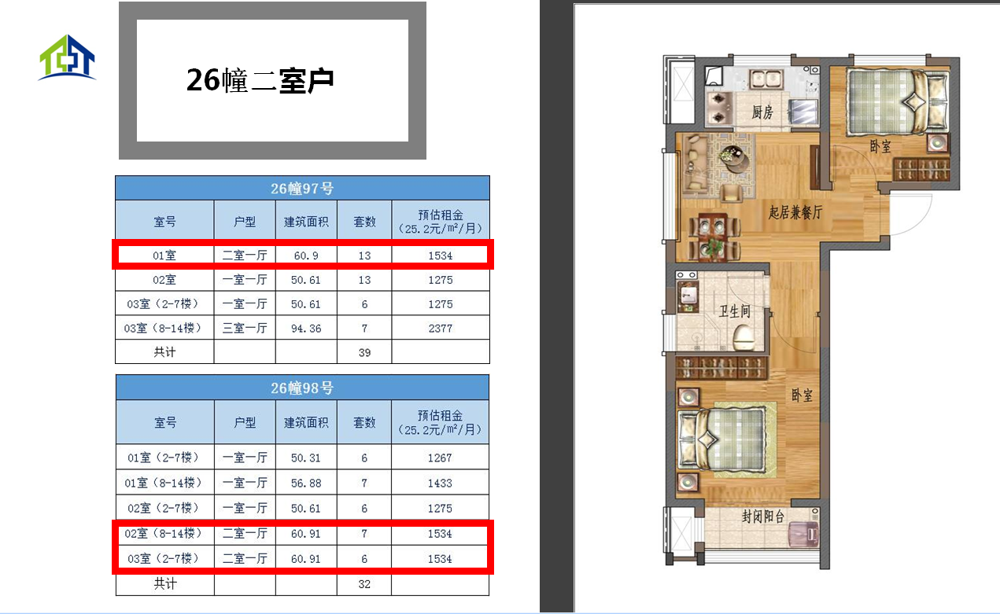 26幢二室户
26幢97号
室号 户型 建筑面积 套数 预估租金
(25.2元/㎡/月)
01室 二室一厅 60.9 13 1534
02室 一室一厅 50.61 13 1275
03室(2-7楼) 一室一厅 50.61 6 1275
03室(8-14楼) 三室一厅 94.36 7 2377
共计 39
26幢98号
室号 户型 建筑面积 套数 预估租金
(25.2元/㎡/月)
01室(2-7楼) 一室一厅 50.31 6 1267
01室(8-14楼) 一室一厅 56.88 7 1433
02室(2-7楼) 一室一厅 50.61 6 1275
02室(8-14楼) 二室一厅 60.91 7 1534
03室(2-7楼) 二室一厅 60.91 6 1534
共计 32
厨房
卧室
起居兼餐厅
卫生间
卧室
封闭阳台